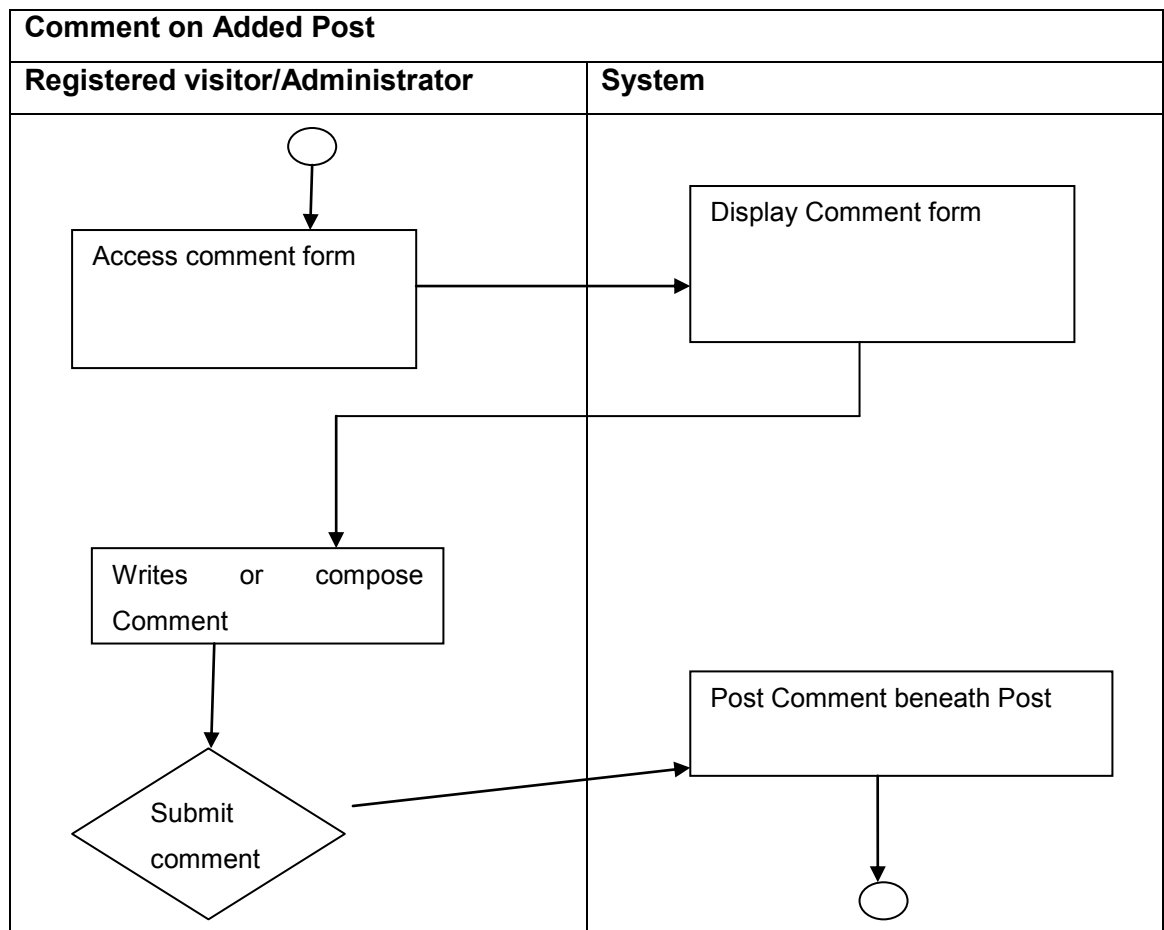 Comment on Added Post
Registered visitor/Administrator
System
Access comment form
Display Comment form
Writes or compose
Comment
Post Comment beneath Post
Submit
comment